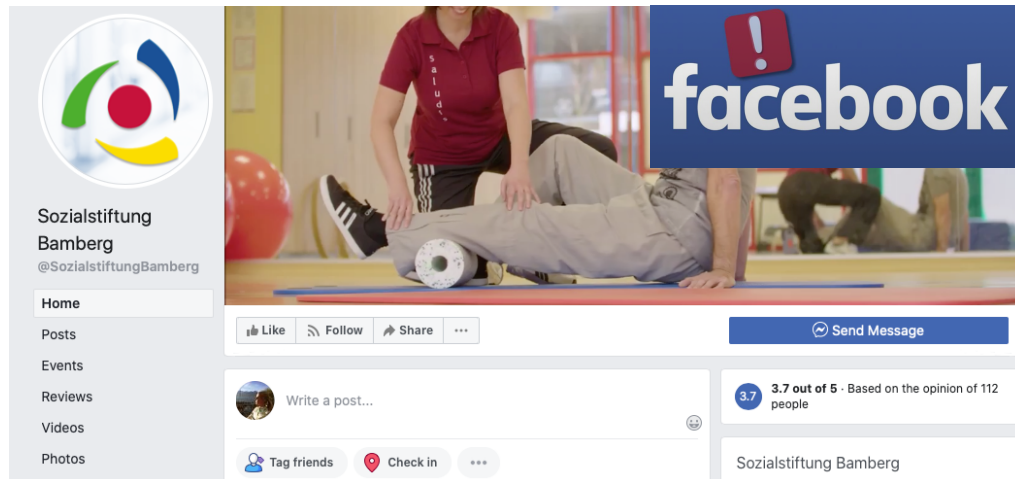 facebook
saludis
Sozialstiftung
Bamberg
@SozialstiftungBamberg
Home
Posts
Events
Reviews
Videos
Photos
Like
Follow
Share
Send Message
Write a post...
Tag friends
Check in
3.7
3.7 out of 5 · Based on the opinion of 112
people
Sozialstiftung Bamberg